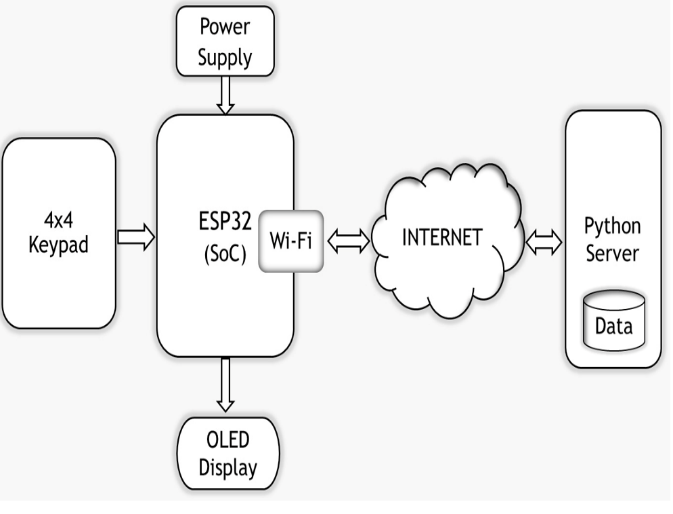 Power
Supply
4x4
Keypad
ESP32
(SoC)
Wi-Fi
INTERNET
Python
Server
Data
OLED
Display